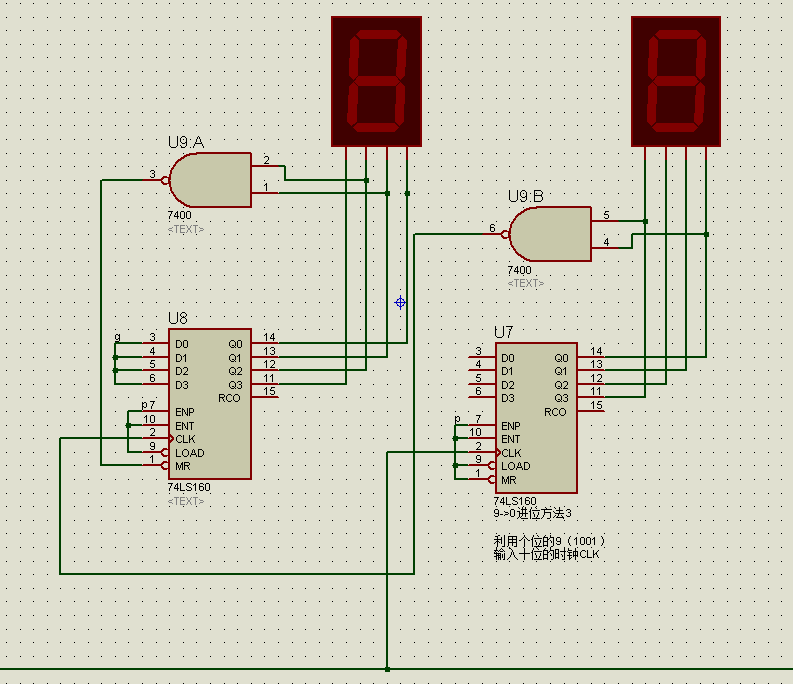 U9:A
2
3
1
7400
<TEXT>
U9:B
5
6
4
7400
<TEXT>
U8
g
3 D0 Q0 14
4 D1 Q1 13
5 D2 Q2 12
6 D3 Q3 11
RCO 15
p 7 ENP
10 ENT
2 CLK
9 LOAD
1 MR
74LS160
<TEXT>
U7
3 D0 Q0 14
4 D1 Q1 13
5 D2 Q2 12
6 D3 Q3 11
RCO 15
p 7 ENP
10 ENT
2 CLK
9 LOAD
1 MR
74LS160
9->0进位方法3
利用个位的9（1001）
输入十位的时钟CLK